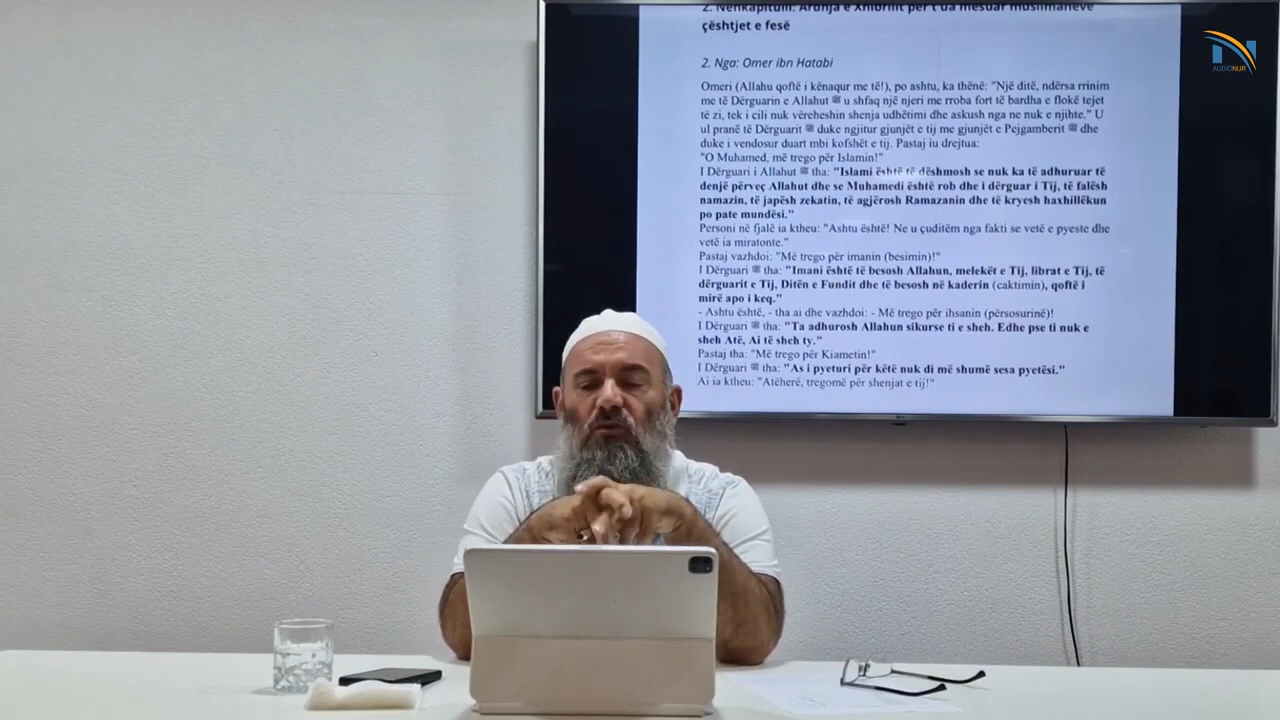 2. Nënkapitull: Ardhja e Xhibrilit për t'ua mësuar muslimanëve
çështjet e fesë
2. Nga: Omer ibn Hatabi
Omeri (Allahu qoftë i kënaqur me të!), po ashtu, ka thënë: "Një ditë, ndërsa rrinim
me të Dërguarin e Allahut ﷺ u shfaq një njeri me rroba fort të bardha e flokë tejet
të zi, tek i cili nuk vëreheshin shenja udhëtimi dhe askush nga ne nuk e njihte." U
ul pranë të Dërguarit ﷺ duke ngjitur gjunjët e tij me gjunjët e Pejgamberit ﷺ dhe
duke i vendosur duart mbi kofshët e tij. Pastaj iu drejtua:
"O Muhamed, më trego për Islamin!"
I Dërguari i Allahut ﷺ tha: "Islami është të dëshmosh se nuk ka të adhuruar të
denjë përveç Allahut dhe se Muhamedi është rob dhe i dërguar i Tij, të falësh
namazin, të japësh zekatin, të agjërosh Ramazanin dhe të kryesh haxhillëkun
po pate mundësi."
Personi në fjalë ia ktheu: "Ashtu është! Ne u çuditëm nga fakti se vetë e pyeste dhe
vetë ia miratonte."
Pastaj vazhdoi: "Më trego për imanin (besimin)!"
I Dërguari ﷺ tha: "Imani është të besosh Allahun, melekët e Tij, librat e Tij, të
dërguarit e Tij, Ditën e Fundit dhe të besosh në kaderin (caktimin), qoftë i
mirë apo i keq."
- Ashtu është, - tha ai dhe vazhdoi: - Më trego për ihsanin (përsosurinë)!
I Dërguari ﷺ tha: "Ta adhurosh Allahun sikurse ti e sheh. Edhe pse ti nuk e
sheh Atë, Ai të sheh ty."
Pastaj tha: "Më trego për Kiametin!"
I Dërguari ﷺ tha: "As i pyeturi për këtë nuk di më shumë sesa pyetësi."
Ai ia ktheu: "Atëherë, tregomë për shenjat e tij!"
AUDIONUR